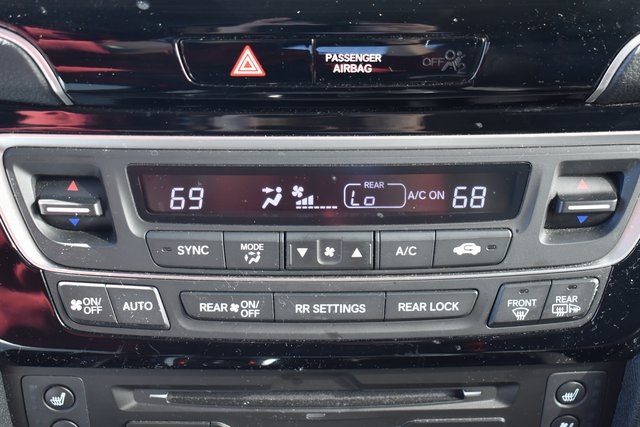 PASSENGER
AIRBAG
OFF
69
REAR
Lo
A/C ON
68
SYNC
MODE
A/C
ON/
OFF
AUTO
REAR ON/
OFF
RR SETTINGS
REAR LOCK
FRONT
REAR